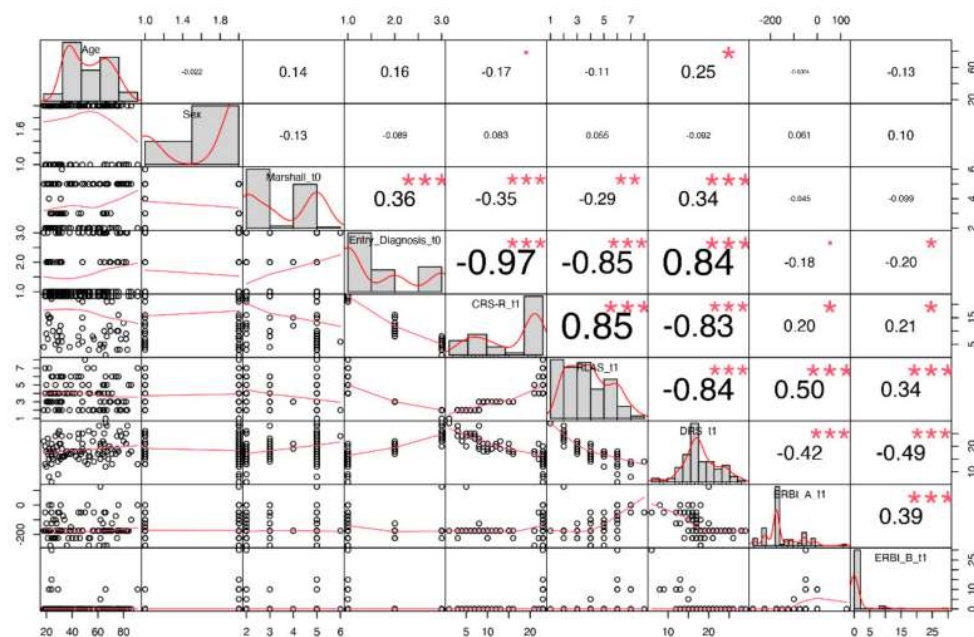 1.0 1.4 1.8
1.0 2.0 3.0
5 15
1 3 5 7
10 20
-200 0 100
Age -0.022 0.14 0.16 -0.17 -0.11 0.25 * -0.13
20 60
1.0 1.6
Sex -0.13 -0.089 0.083 0.065 -0.092 0.061 0.10
Marshall_t0 0.36 *** -0.35 *** -0.29 ** 0.34 *** -0.045 -0.099
2 4 6
1.0 2.0 3.0
Entry_Diagnosis_t0 -0.97 *** -0.85 *** 0.84 *** -0.18 -0.20 *
CRS-R_t1 0.85 *** -0.83 *** 0.20 * 0.21 *
5 15
1 3 5 7
RLAS_t1 -0.84 *** 0.50 *** 0.34 ***
DRS_t1 -0.42 *** -0.49 ***
10 20
-200 0
ERBI_A_t1 0.39 ***
ERBI_B_t1
0 5 15 25
20 40 60 80
2 3 4 5 6
5 10 20
10 20
0 5 15 25